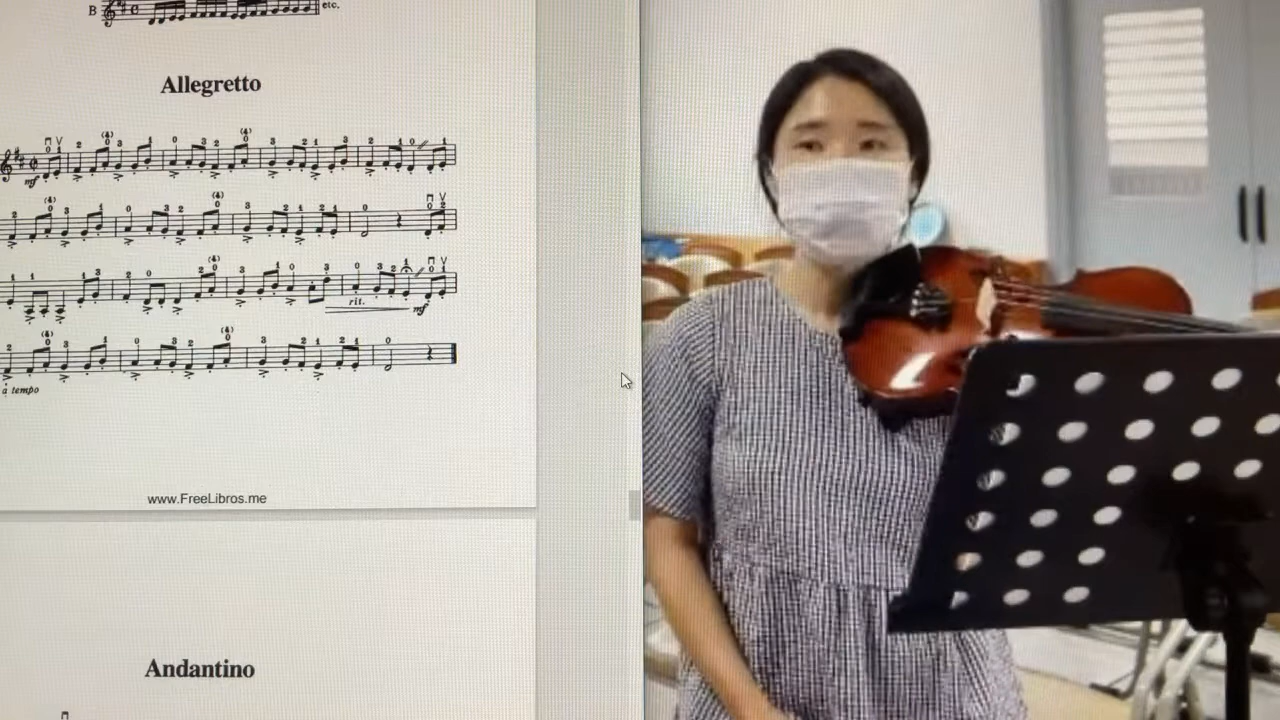 B
etc.
Allegretto
mf
rit.
mf
a tempo
www.FreeLibros.me
Andantino